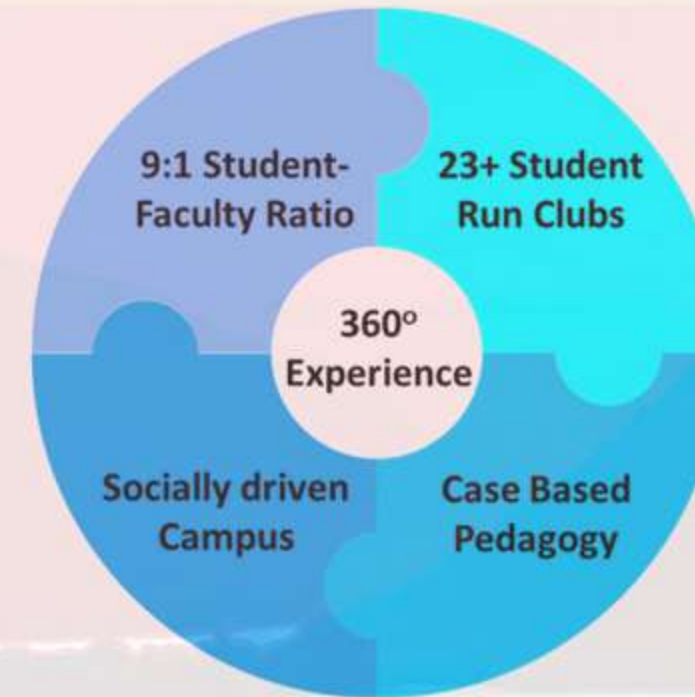 9:1 Student-
Faculty Ratio
23+ Student
Run Clubs
360º
Experience
Socially driven
Campus
Case Based
Pedagogy